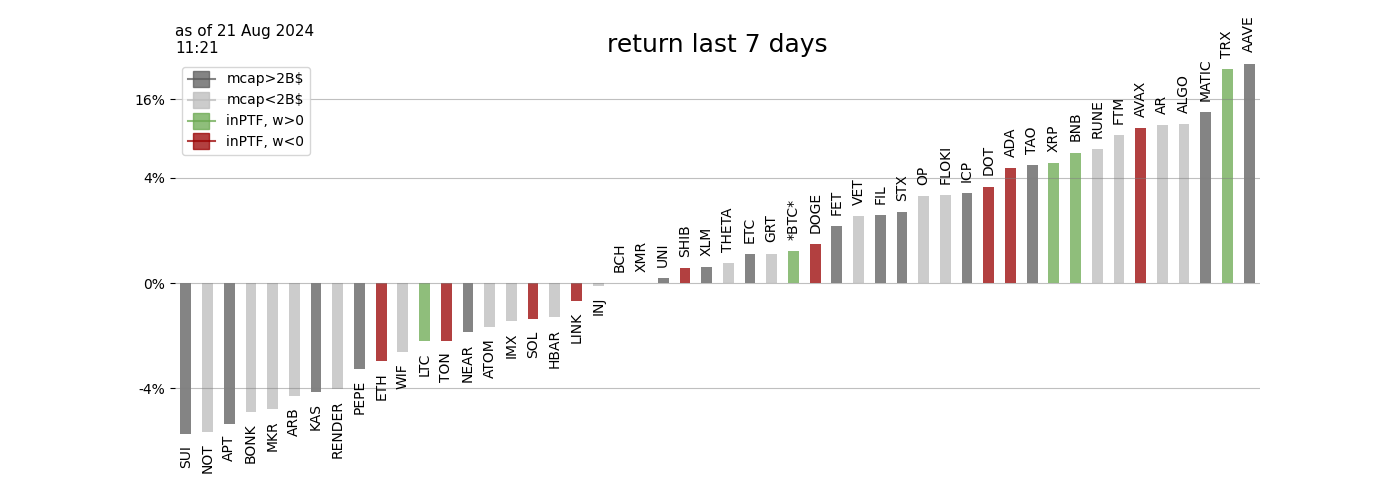 as of 21 Aug 2024
11:21
return last 7 days
mcap>2B$
mcap<2B$
inPTF, w>0
inPTF, w<0
16%
4%
0%
-4%
SUI
NOT
APT
BONK
MKR
ARB
KAS
RENDER
PEPE
ETH
WIF
LTC
TON
NEAR
ATOM
IMX
SOL
HBAR
LINK
INJ
BCH
XMR
UNI
SHIB
XLM
THETA
ETC
GRT
*BTC*
DOGE
FET
VET
FIL
STX
OP
FLOKI
ICP
DOT
ADA
TAO
XRP
BNB
RUNE
FTM
AVAX
AR
ALGO
MATIC
TRX
AAVE